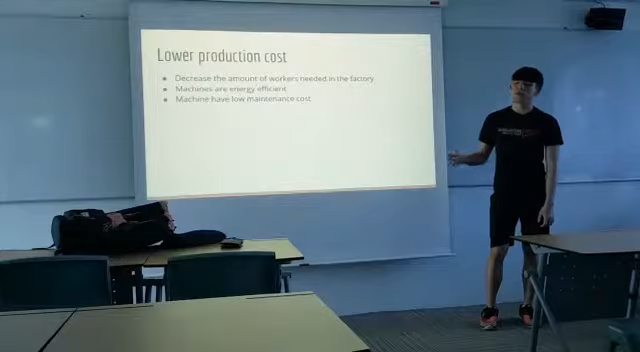 Lower production cost
● Decrease the amount of workers needed in the factory
● Machines are energy efficient
● Machine have low maintenance cost